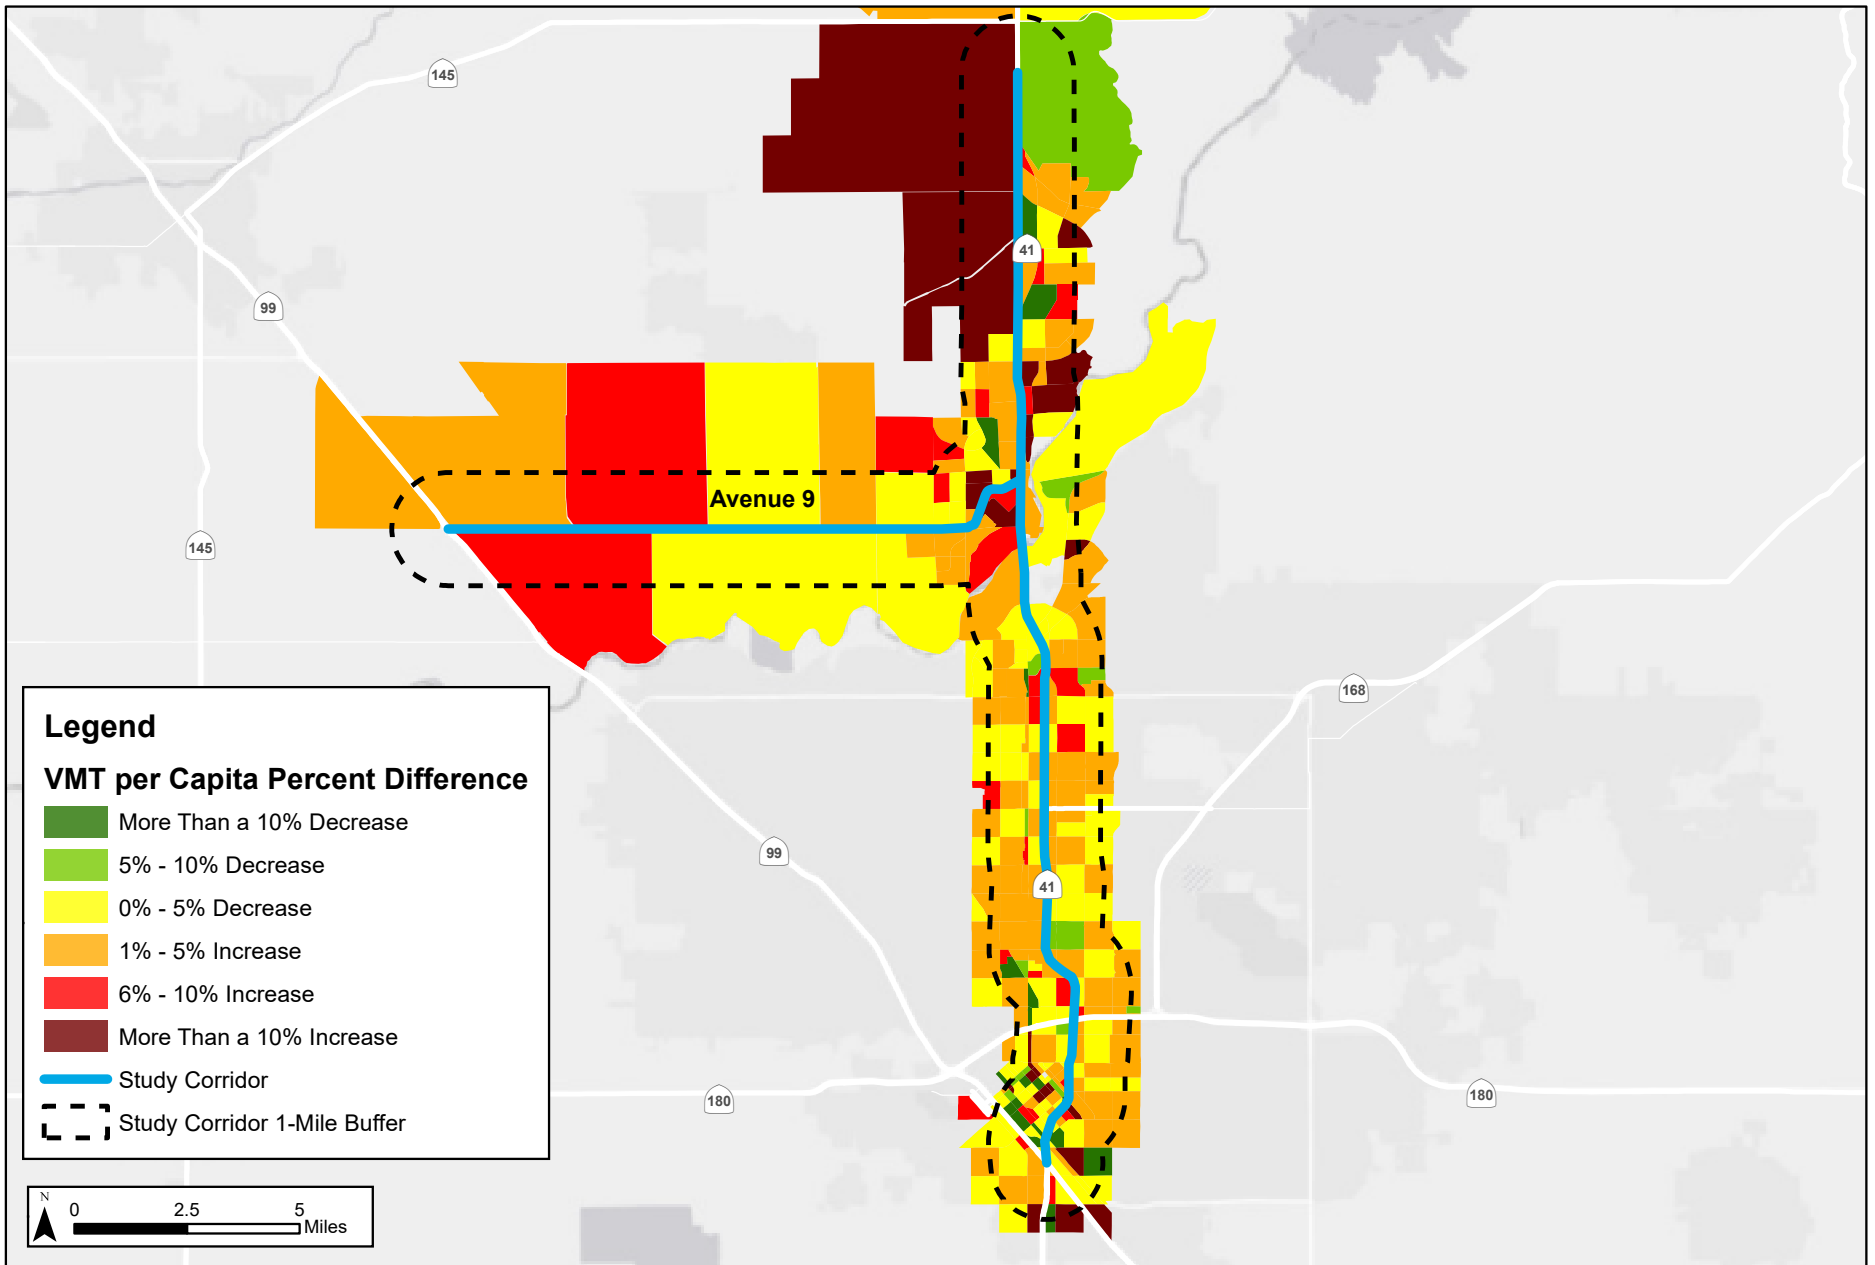 145
41
99
Avenue 9
145
168
99
41
180
180
Legend
VMT per Capita Percent Difference
More Than a 10% Decrease
5% - 10% Decrease
0% - 5% Decrease
1% - 5% Increase
6% - 10% Increase
More Than a 10% Increase
Study Corridor
Study Corridor 1-Mile Buffer
N
0 2.5 5
Miles